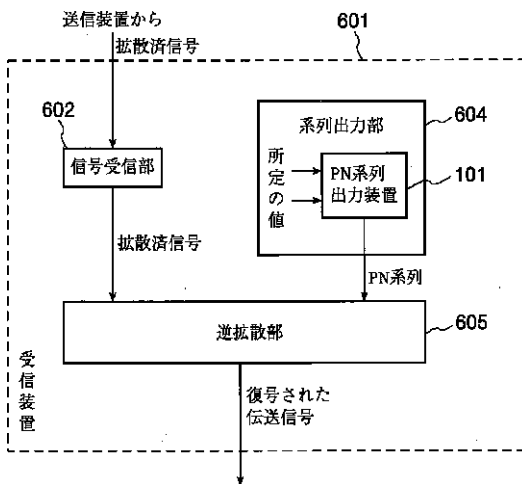 送信装置から
拡散済信号
601
602
信号受信部
系列出力部
604
所定の値
PN系列
出力装置
101
拡散済信号
PN系列
逆拡散部
605
受信装置
復号された
伝送信号